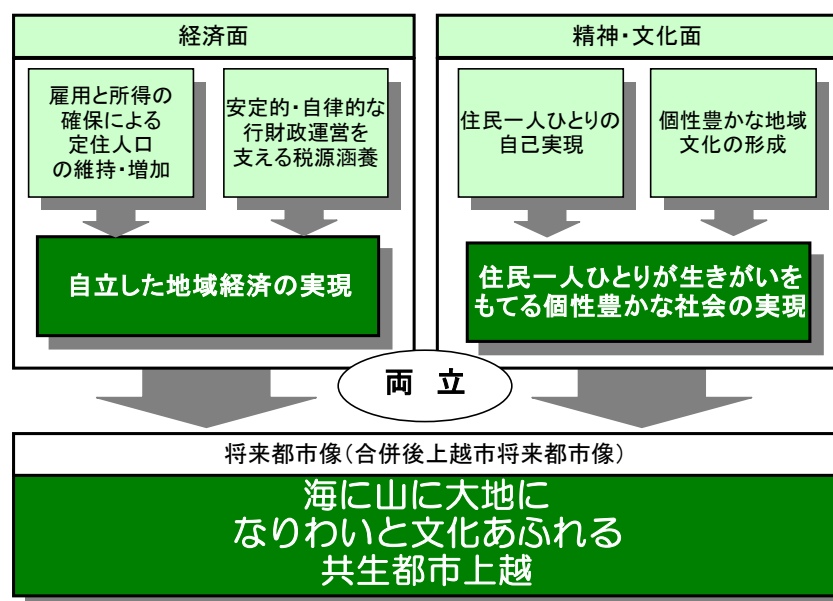 経済面
雇用と所得の
確保による
定住人口
の維持・増加
安定的・自律的な
行財政運営を
支える税源涵養
自立した地域経済の実現
精神・文化面
住民一人ひとりの
自己実現
個性豊かな地域
文化の形成
住民一人ひとりが生きがいを
もてる個性豊かな社会の実現
両 立
将来都市像(合併後上越市将来都市像)
海に山に大地に
なりわいと文化あふれる
共生都市上越